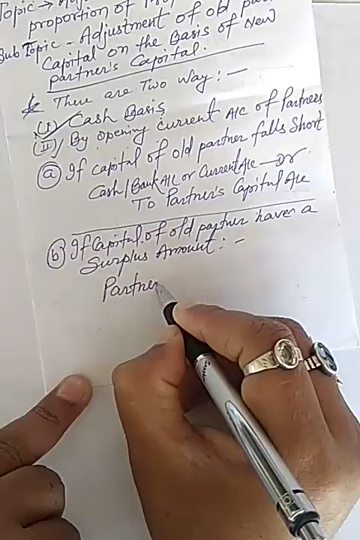 Topic →
proportion of
Sub Topic - Adjustment of old
Capital on the Basis of New
partner's Capital.
There are Two Way : -
(I) Cash Basis
(II) By opening current A/c of Partners
(a) If capital of old partner falls Short
Cash/Bank A/c or Current A/c — Dr
To Partner's Capital A/c
(b) If Capital of old partner haven a
Surplus Amount : -
Partner